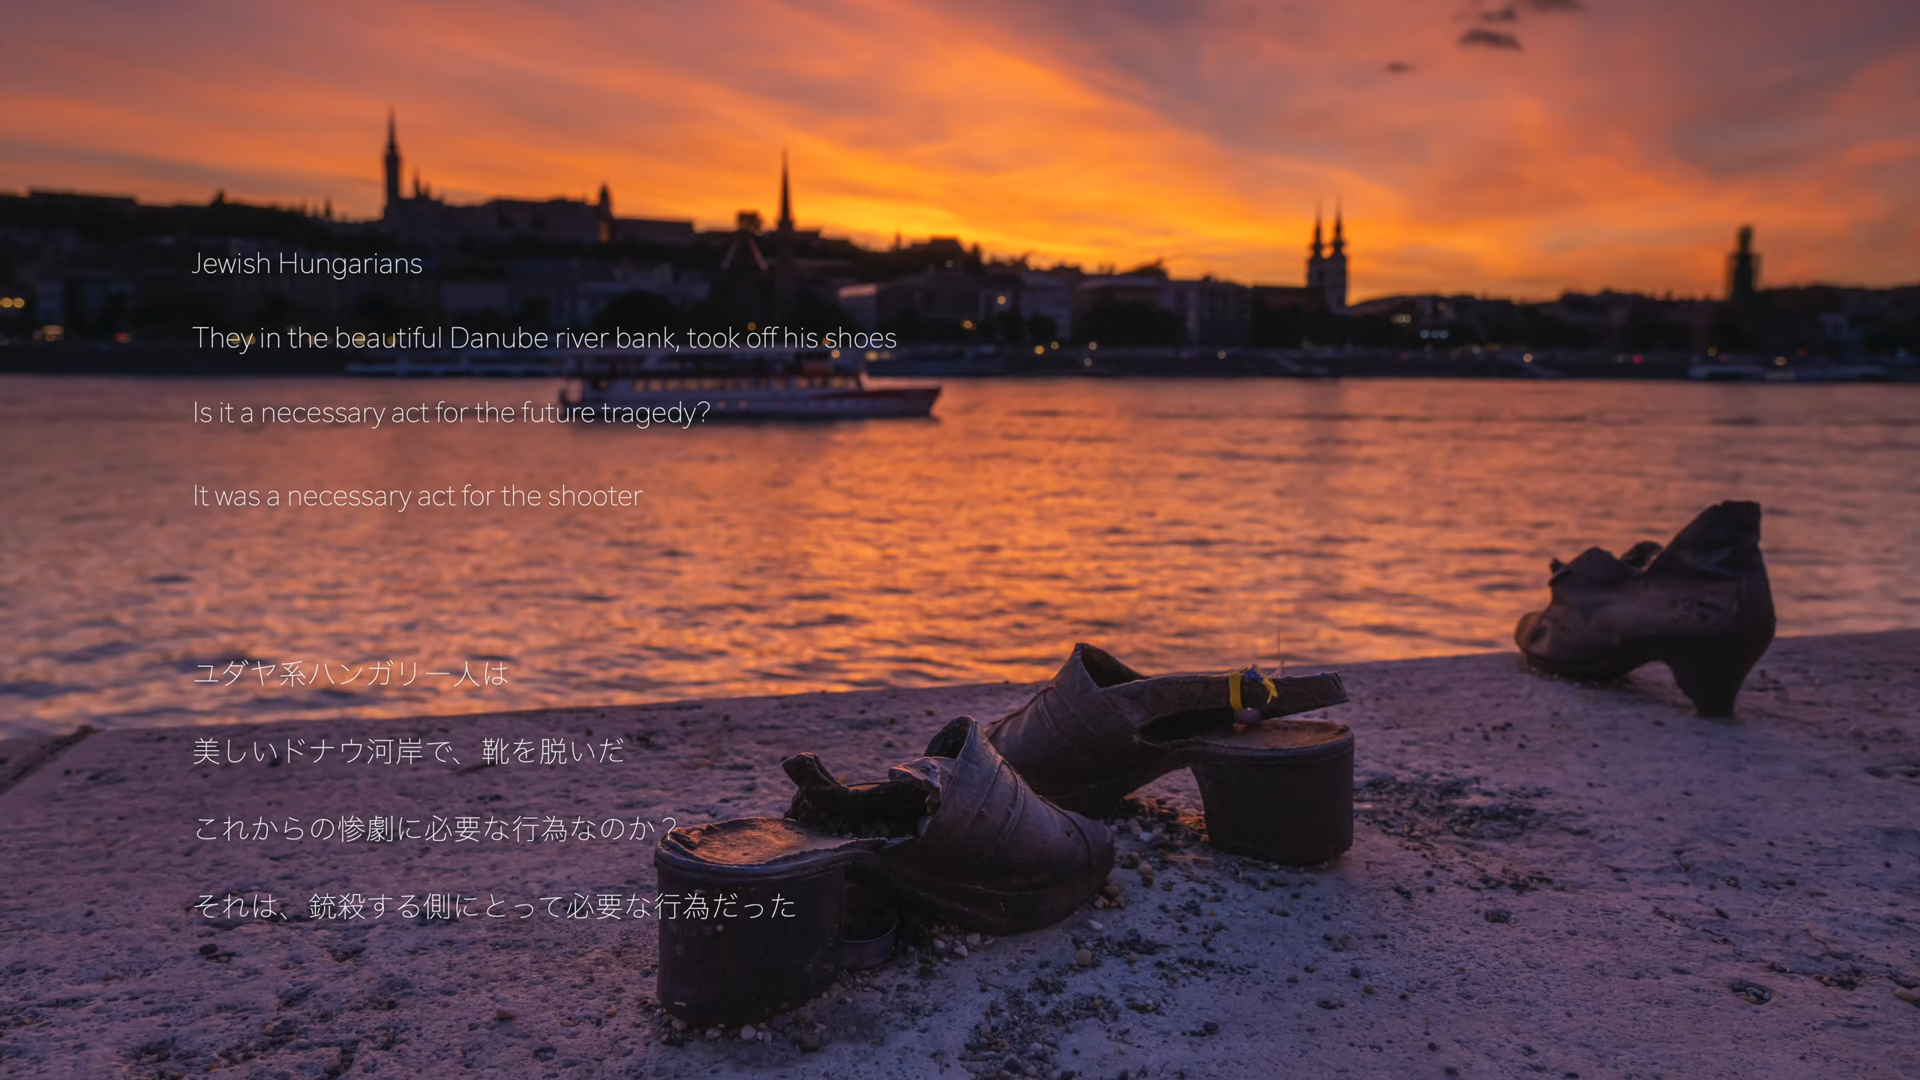 Jewish Hungarians
They in the beautiful Danube river bank, took off his shoes
Is it a necessary act for the future tragedy?
It was a necessary act for the shooter
ユダヤ系ハンガリー人は
美しいドナウ河岸で、靴を脱いだ
これからの惨劇に必要な行為なのか？
それは、銃殺する側にとって必要な行為だった